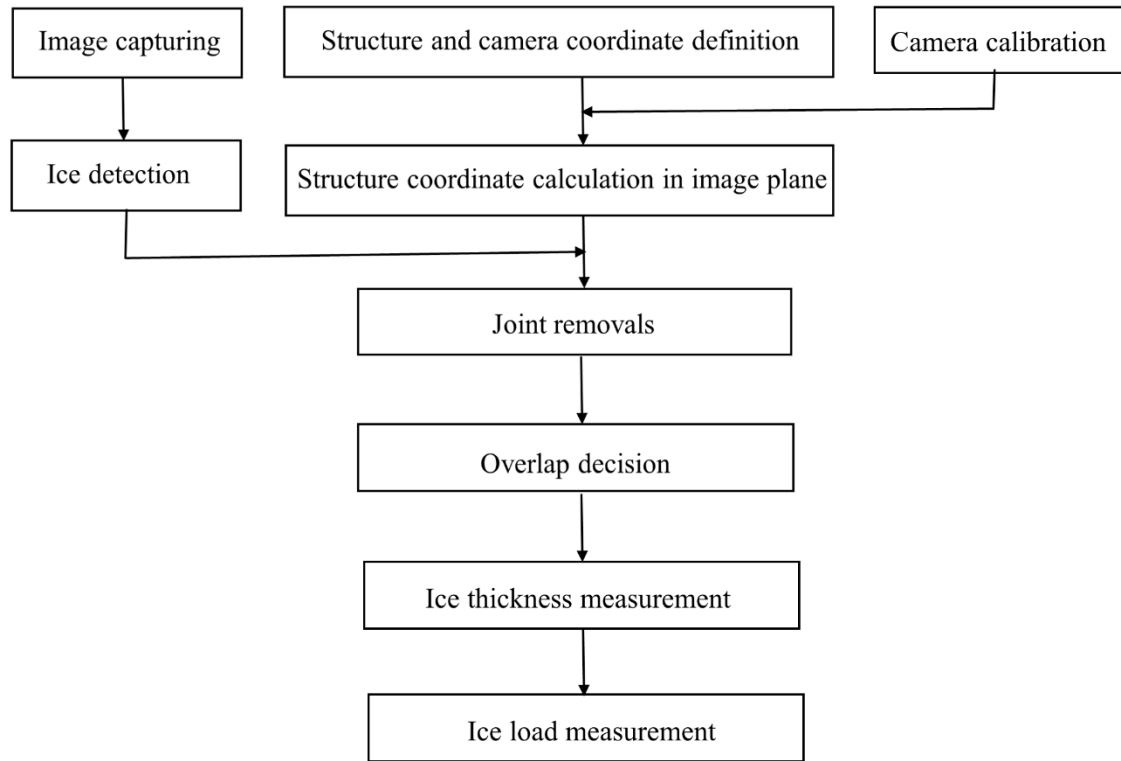 Image capturing
Structure and camera coordinate definition
Camera calibration
Ice detection
Structure coordinate calculation in image plane
Joint removals
Overlap decision
Ice thickness measurement
Ice load measurement